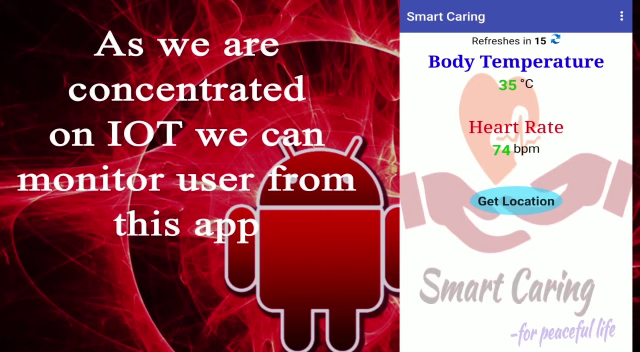 As we are
concentrated
on IOT we can
monitor user from
this app
Smart Caring
Refreshes in 15
Body Temperature
35 °C
Heart Rate
74 bpm
Get Location
Smart Caring
-for peaceful life